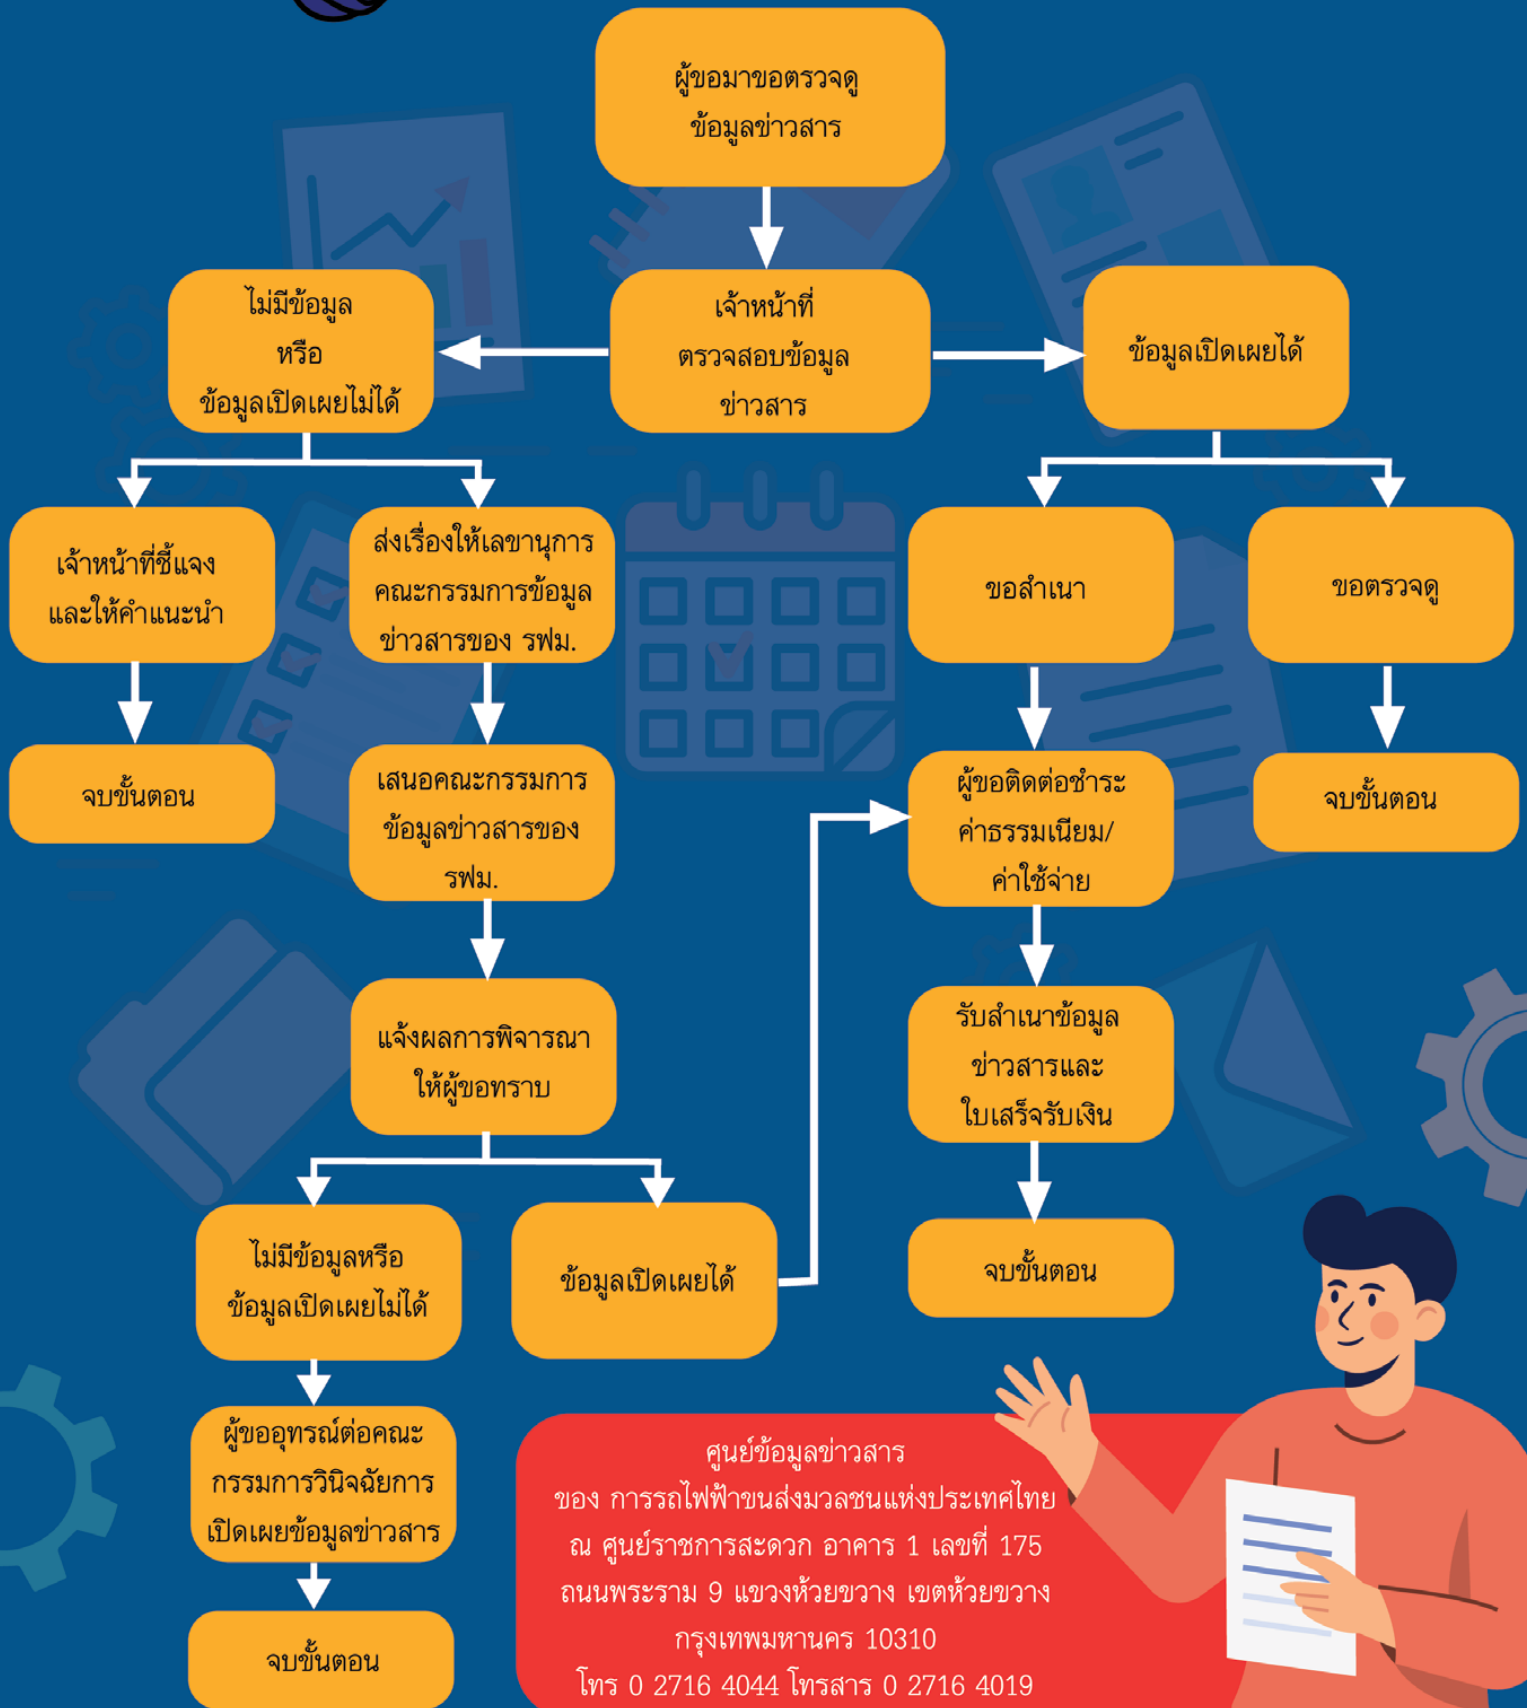 ผู้ขอมาขอตรวจดู
ข้อมูลข่าวสาร
ไม่มีข้อมูล
หรือ
ข้อมูลเปิดเผยไม่ได้
เจ้าหน้าที่
ตรวจสอบข้อมูล
ข่าวสาร
ข้อมูลเปิดเผยได้
เจ้าหน้าที่ชี้แจง
และให้คำแนะนำ
ส่งเรื่องให้เลขานุการ
คณะกรรมการข้อมูล
ข่าวสารของ รฟม.
ขอสำเนา
ขอตรวจดู
จบขั้นตอน
เสนอคณะกรรมการ
ข้อมูลข่าวสารของ
รฟม.
ผู้ขอติดต่อชำระ
ค่าธรรมเนียม/
ค่าใช้จ่าย
จบขั้นตอน
แจ้งผลการพิจารณา
ให้ผู้ขอทราบ
รับสำเนาข้อมูล
ข่าวสารและ
ใบเสร็จรับเงิน
ไม่มีข้อมูลหรือ
ข้อมูลเปิดเผยไม่ได้
ข้อมูลเปิดเผยได้
จบขั้นตอน
ผู้ขออุทรณ์ต่อคณะ
กรรมการวินิจฉัยการ
เปิดเผยข้อมูลข่าวสาร
จบขั้นตอน
ศูนย์ข้อมูลข่าวสาร
ของ การรถไฟฟ้าขนส่งมวลชนแห่งประเทศไทย
ณ ศูนย์ราชการสะดวก อาคาร 1 เลขที่ 175
ถนนพระราม 9 แขวงห้วยขวาง เขตห้วยขวาง
กรุงเทพมหานคร 10310
โทร 0 2716 4044 โทรสาร 0 2716 4019